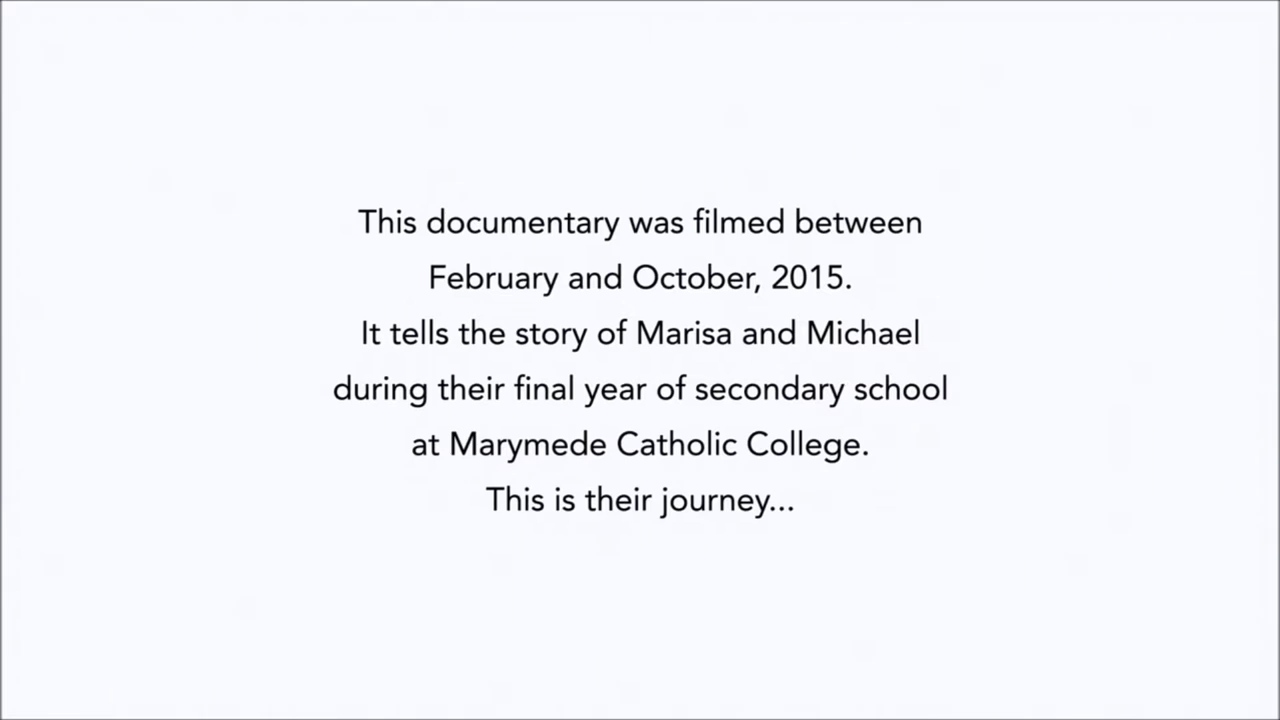 This documentary was filmed between
February and October, 2015.
It tells the story of Marisa and Michael
during their final year of secondary school
at Marymede Catholic College.
This is their journey...